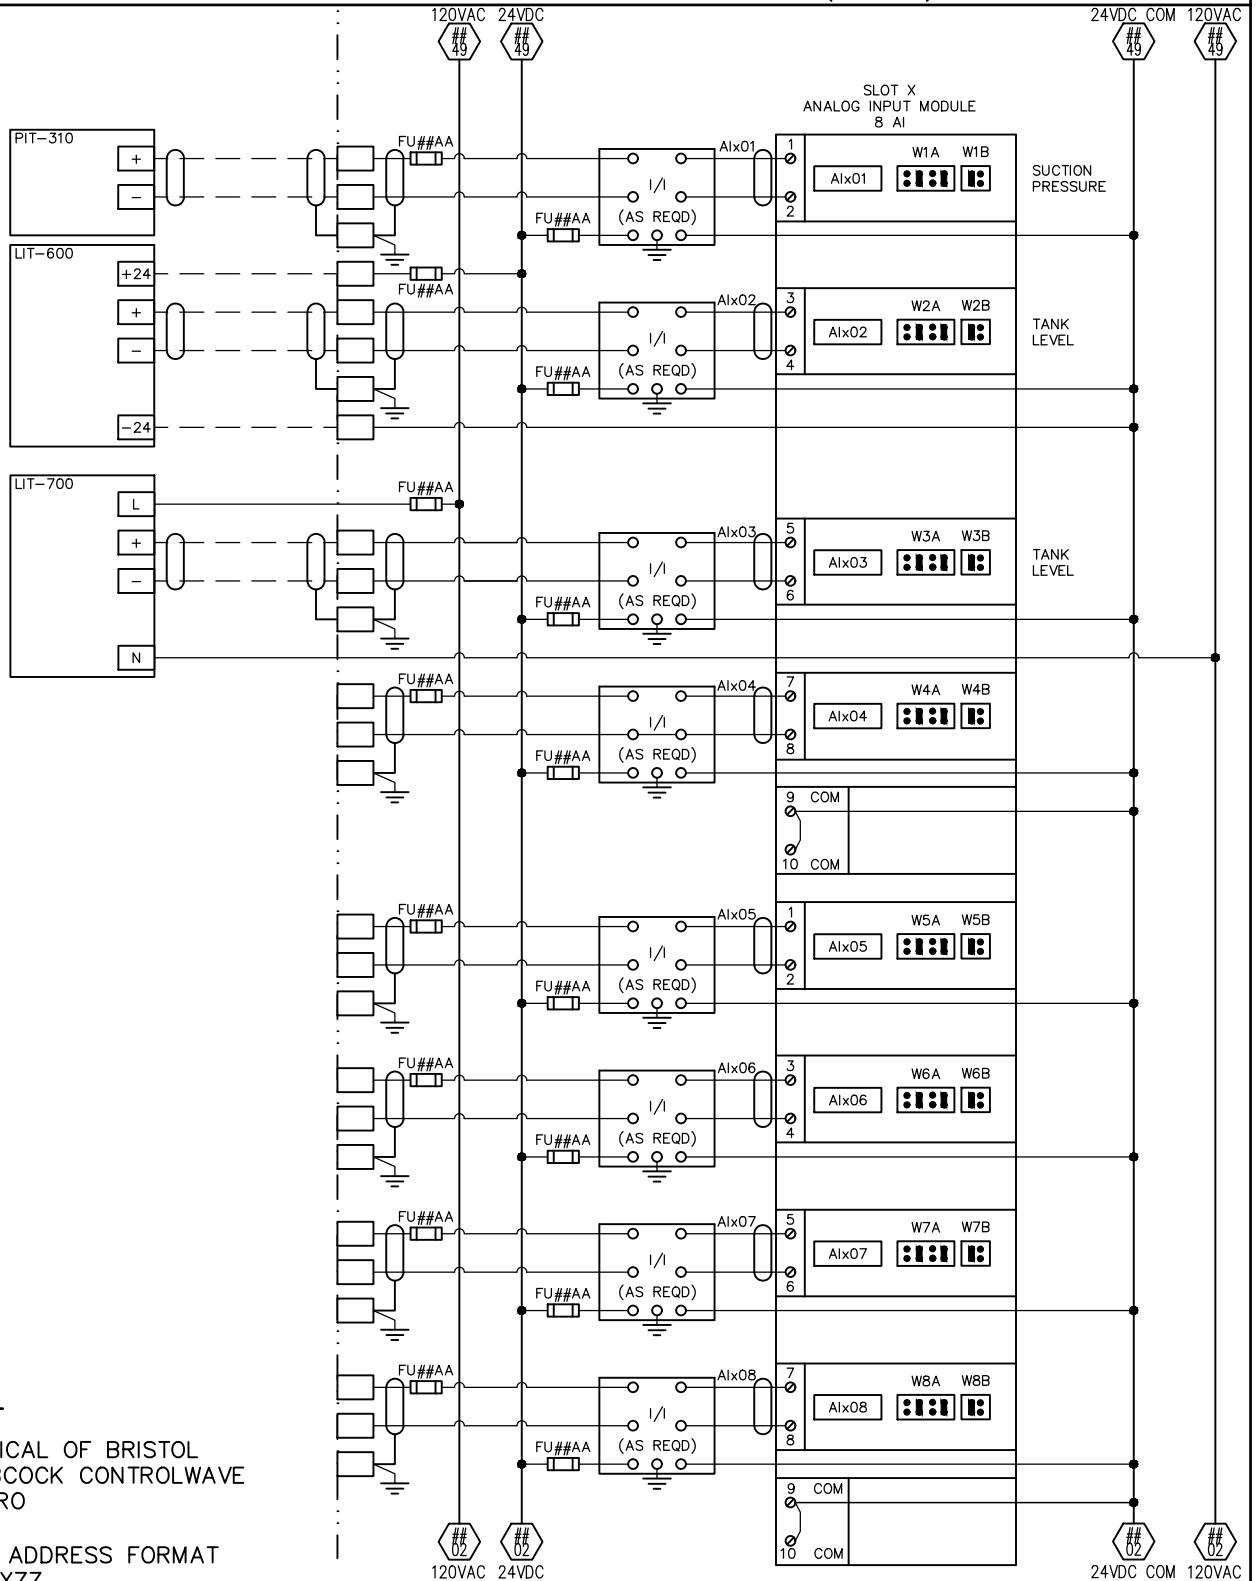 120VAC 24VDC
24VDC COM 120VAC
## 49
## 49
## 49
## 49
SLOT X
ANALOG INPUT MODULE
8 AI
PIT-310
+
-
FU##AA
I/I
(AS REQD)
FU##AA
AIx01
1
2
AIx01
W1A W1B
SUCTION
PRESSURE
LIT-600
+24
+
-
-24
FU##AA
I/I
(AS REQD)
FU##AA
AIx02
3
4
AIx02
W2A W2B
TANK
LEVEL
LIT-700
L
+
-
N
FU##AA
I/I
(AS REQD)
FU##AA
AIx03
5
6
AIx03
W3A W3B
TANK
LEVEL
FU##AA
I/I
(AS REQD)
FU##AA
AIx04
7
8
AIx04
W4A W4B
9 COM
10 COM
FU##AA
I/I
(AS REQD)
FU##AA
AIx05
1
2
AIx05
W5A W5B
FU##AA
I/I
(AS REQD)
FU##AA
AIx06
3
4
AIx06
W6A W6B
FU##AA
I/I
(AS REQD)
FU##AA
AIx07
5
6
AIx07
W7A W7B
FU##AA
I/I
(AS REQD)
FU##AA
AIx08
7
8
AIx08
W8A W8B
9 COM
10 COM
ICAL OF BRISTOL
COCK CONTROLWAVE
RO
ADDRESS FORMAT
## 02
## 02
## 02
## 02
120VAC 24VDC
24VDC COM 120VAC